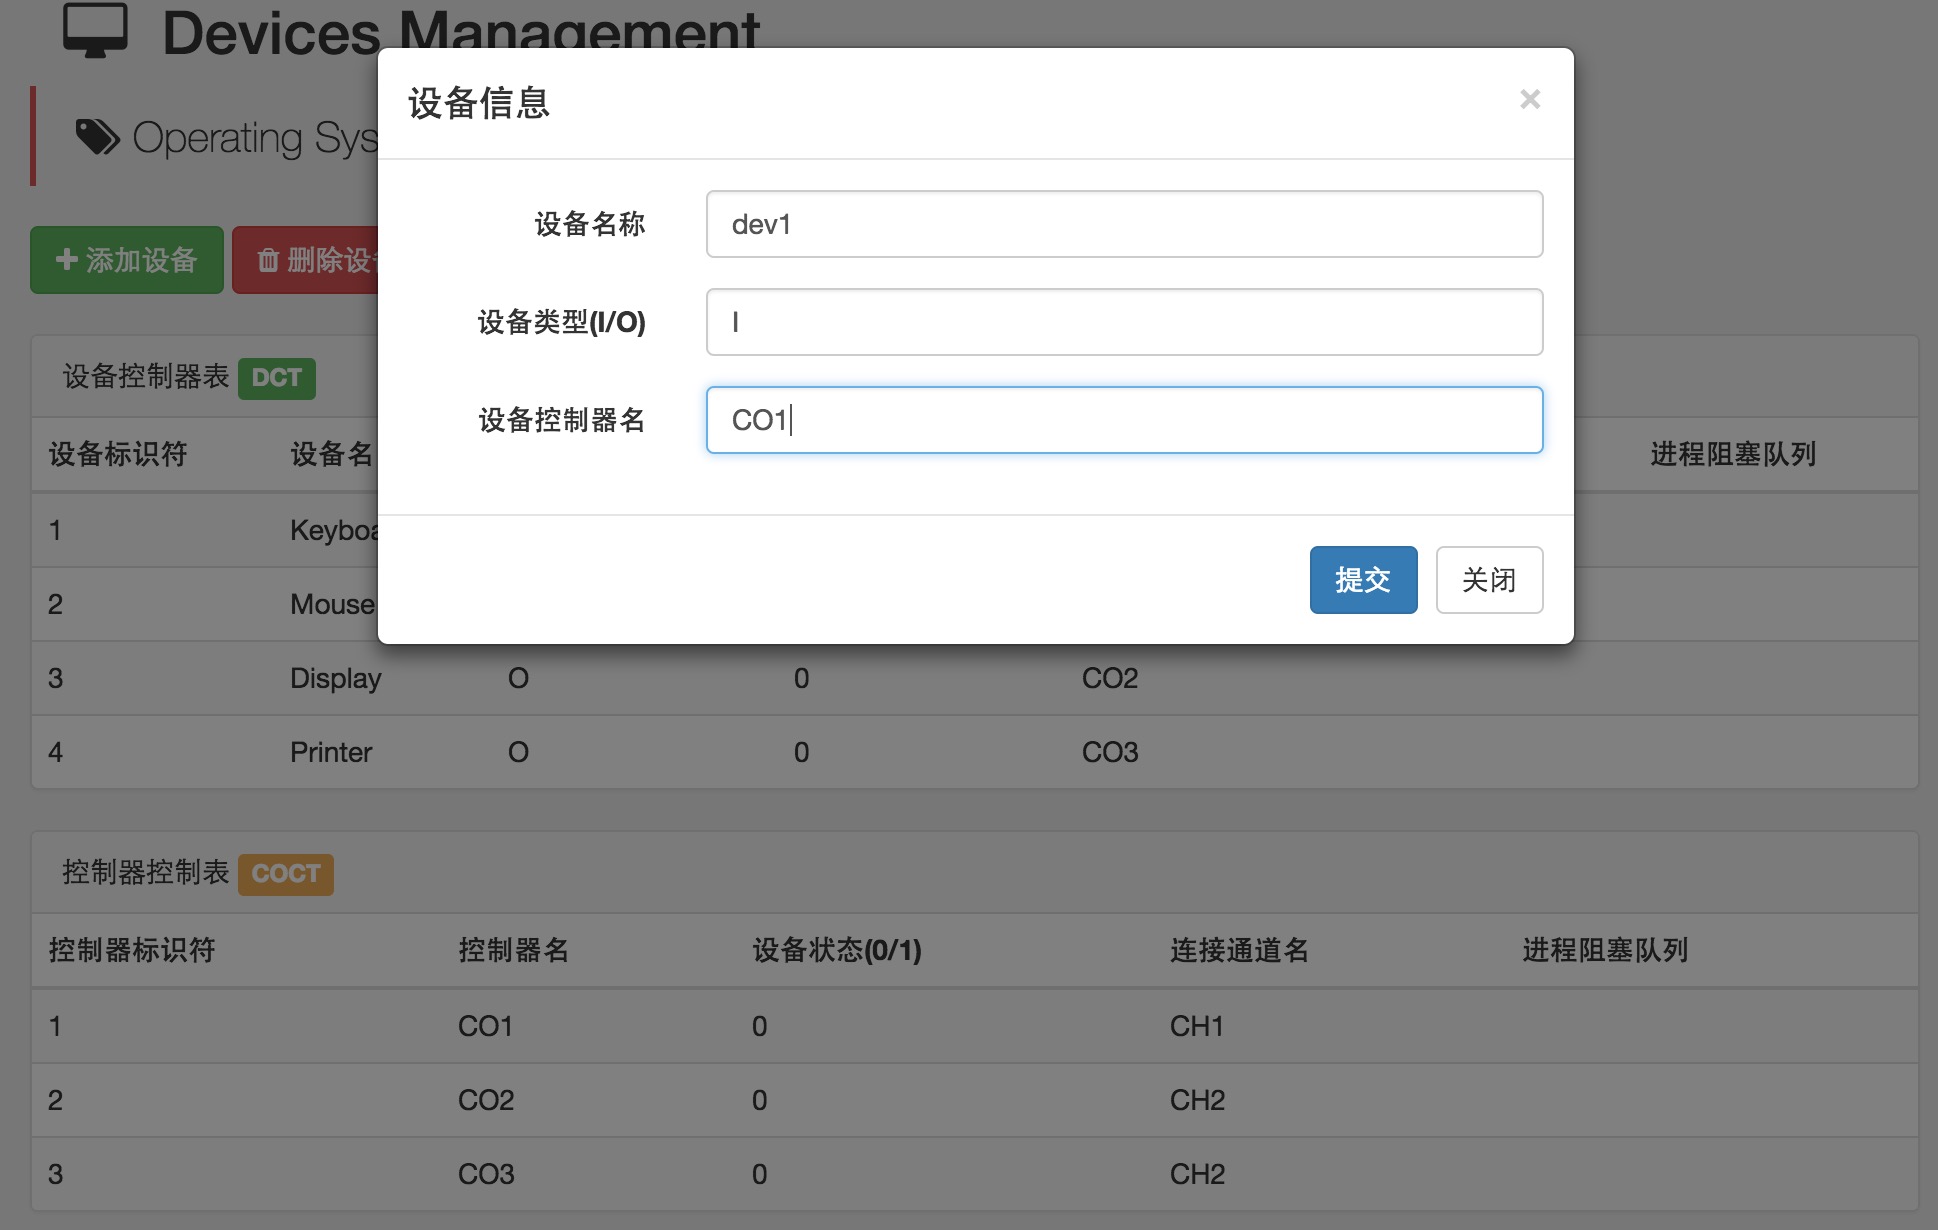 Devices Management
Operating Sys
添加设备 删除设
设备信息
×
设备名称 dev1
设备类型(I/O) I
设备控制器名 CO1
提交 关闭
设备控制器表 DCT
设备标识符 设备名 进程阻塞队列
1 Keyboa
2 Mouse
3 Display O 0 CO2
4 Printer O 0 CO3
控制器控制表 COCT
控制器标识符 控制器名 设备状态(0/1) 连接通道名 进程阻塞队列
1 CO1 0 CH1
2 CO2 0 CH2
3 CO3 0 CH2